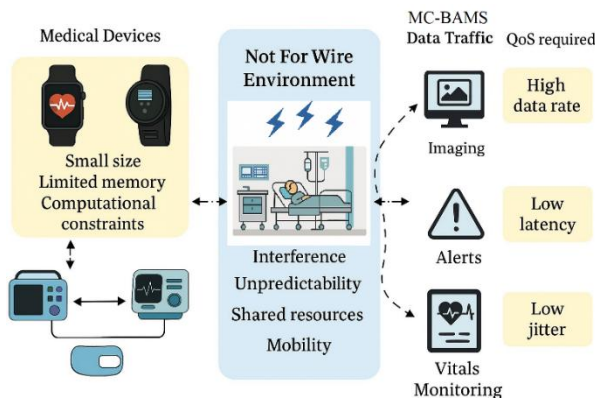 Medical Devices
Small size
Limited memory
Computational
constraints
Not For Wire
Environment
Interference
Unpredictability
Shared resources
Mobility
MC-BAMS
Data Traffic
QoS required
Imaging
High
data rate
Alerts
Low
latency
Vitals
Monitoring
Low
jitter